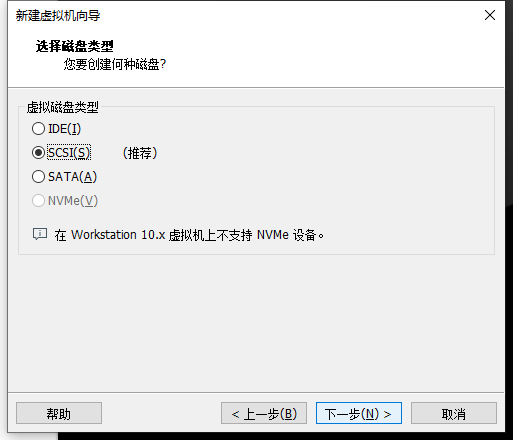 新建虚拟机向导
选择磁盘类型
您要创建何种磁盘?
虚拟磁盘类型
IDE(I)
SCSI(S) （推荐）
SATA(A)
NVMe(V)
在 Workstation 10.x 虚拟机上不支持 NVMe 设备。
帮助 < 上一步(B) 下一步(N) > 取消